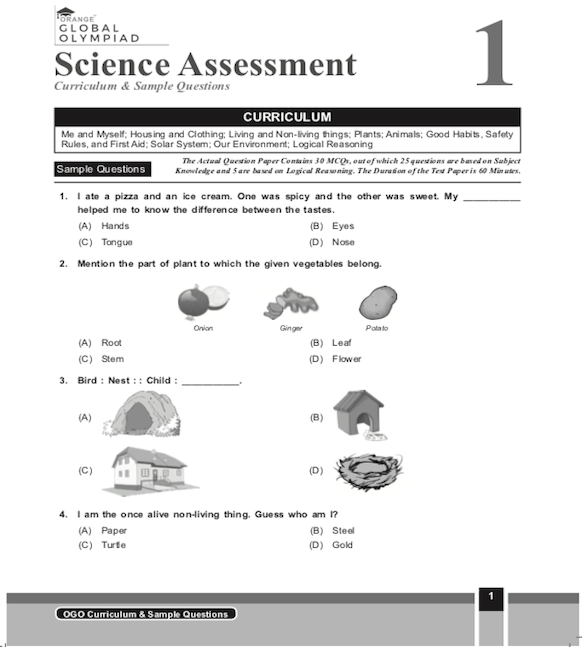 ORANGE
GLOBAL
OLYMPIAD
Science Assessment
Curriculum & Sample Questions
1
CURRICULUM
Me and Myself; Housing and Clothing; Living and Non-living things; Plants; Animals; Good Habits, Safety
Rules, and First Aid; Solar System; Our Environment; Logical Reasoning
Sample Questions
The Actual Question Paper Contains 30 MCQs, out of which 25 questions are based on Subject
Knowledge and 5 are based on Logical Reasoning. The Duration of the Test Paper is 60 Minutes.
1. I ate a pizza and an ice cream. One was spicy and the other was sweet. My __________
helped me to know the difference between the tastes.
(A) Hands (B) Eyes
(C) Tongue (D) Nose
2. Mention the part of plant to which the given vegetables belong.
Onion Ginger Potato
(A) Root (B) Leaf
(C) Stem (D) Flower
3. Bird : Nest : : Child : __________.
(A) (B)
(C) (D)
4. I am the once alive non-living thing. Guess who am I?
(A) Paper (B) Steel
(C) Turtle (D) Gold
1
OGO Curriculum & Sample Questions